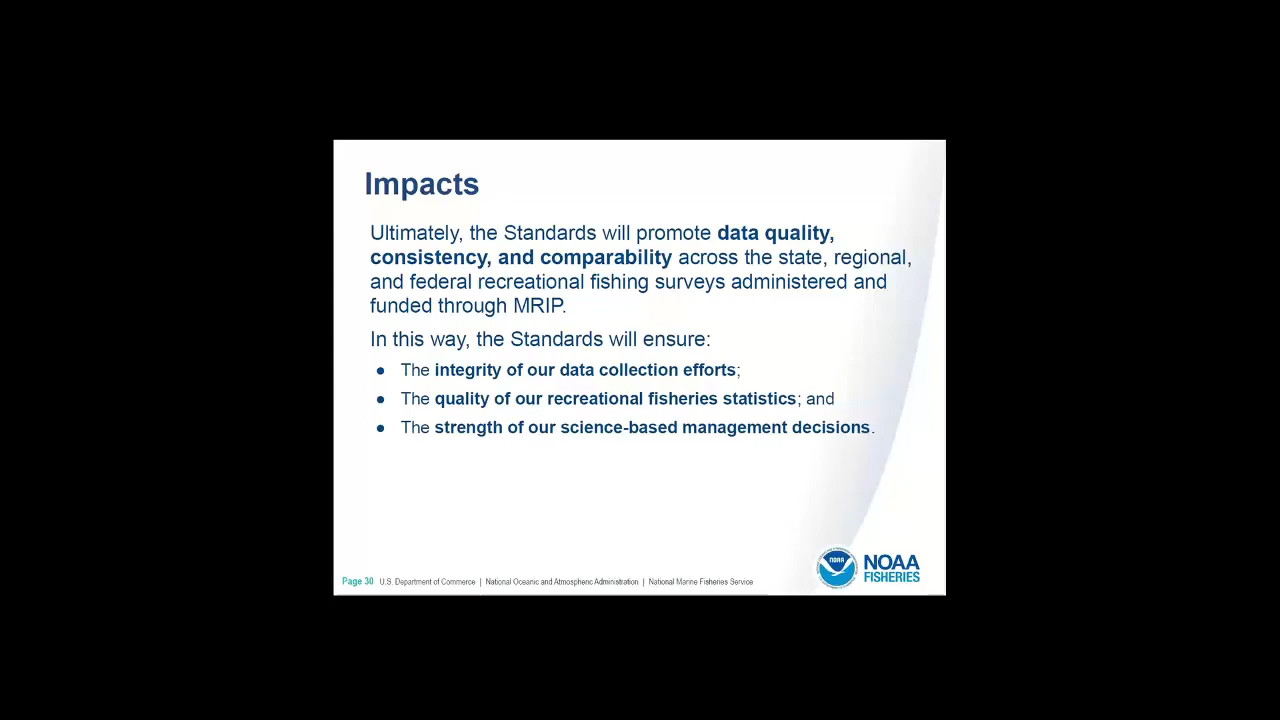 Impacts
Ultimately, the Standards will promote data quality,
consistency, and comparability across the state, regional,
and federal recreational fishing surveys administered and
funded through MRIP.
In this way, the Standards will ensure:
● The integrity of our data collection efforts;
● The quality of our recreational fisheries statistics; and
● The strength of our science-based management decisions.
Page 30 U.S. Department of Commerce | National Oceanic and Atmospheric Administration | National Marine Fisheries Service
NOAA
NOAA
FISHERIES